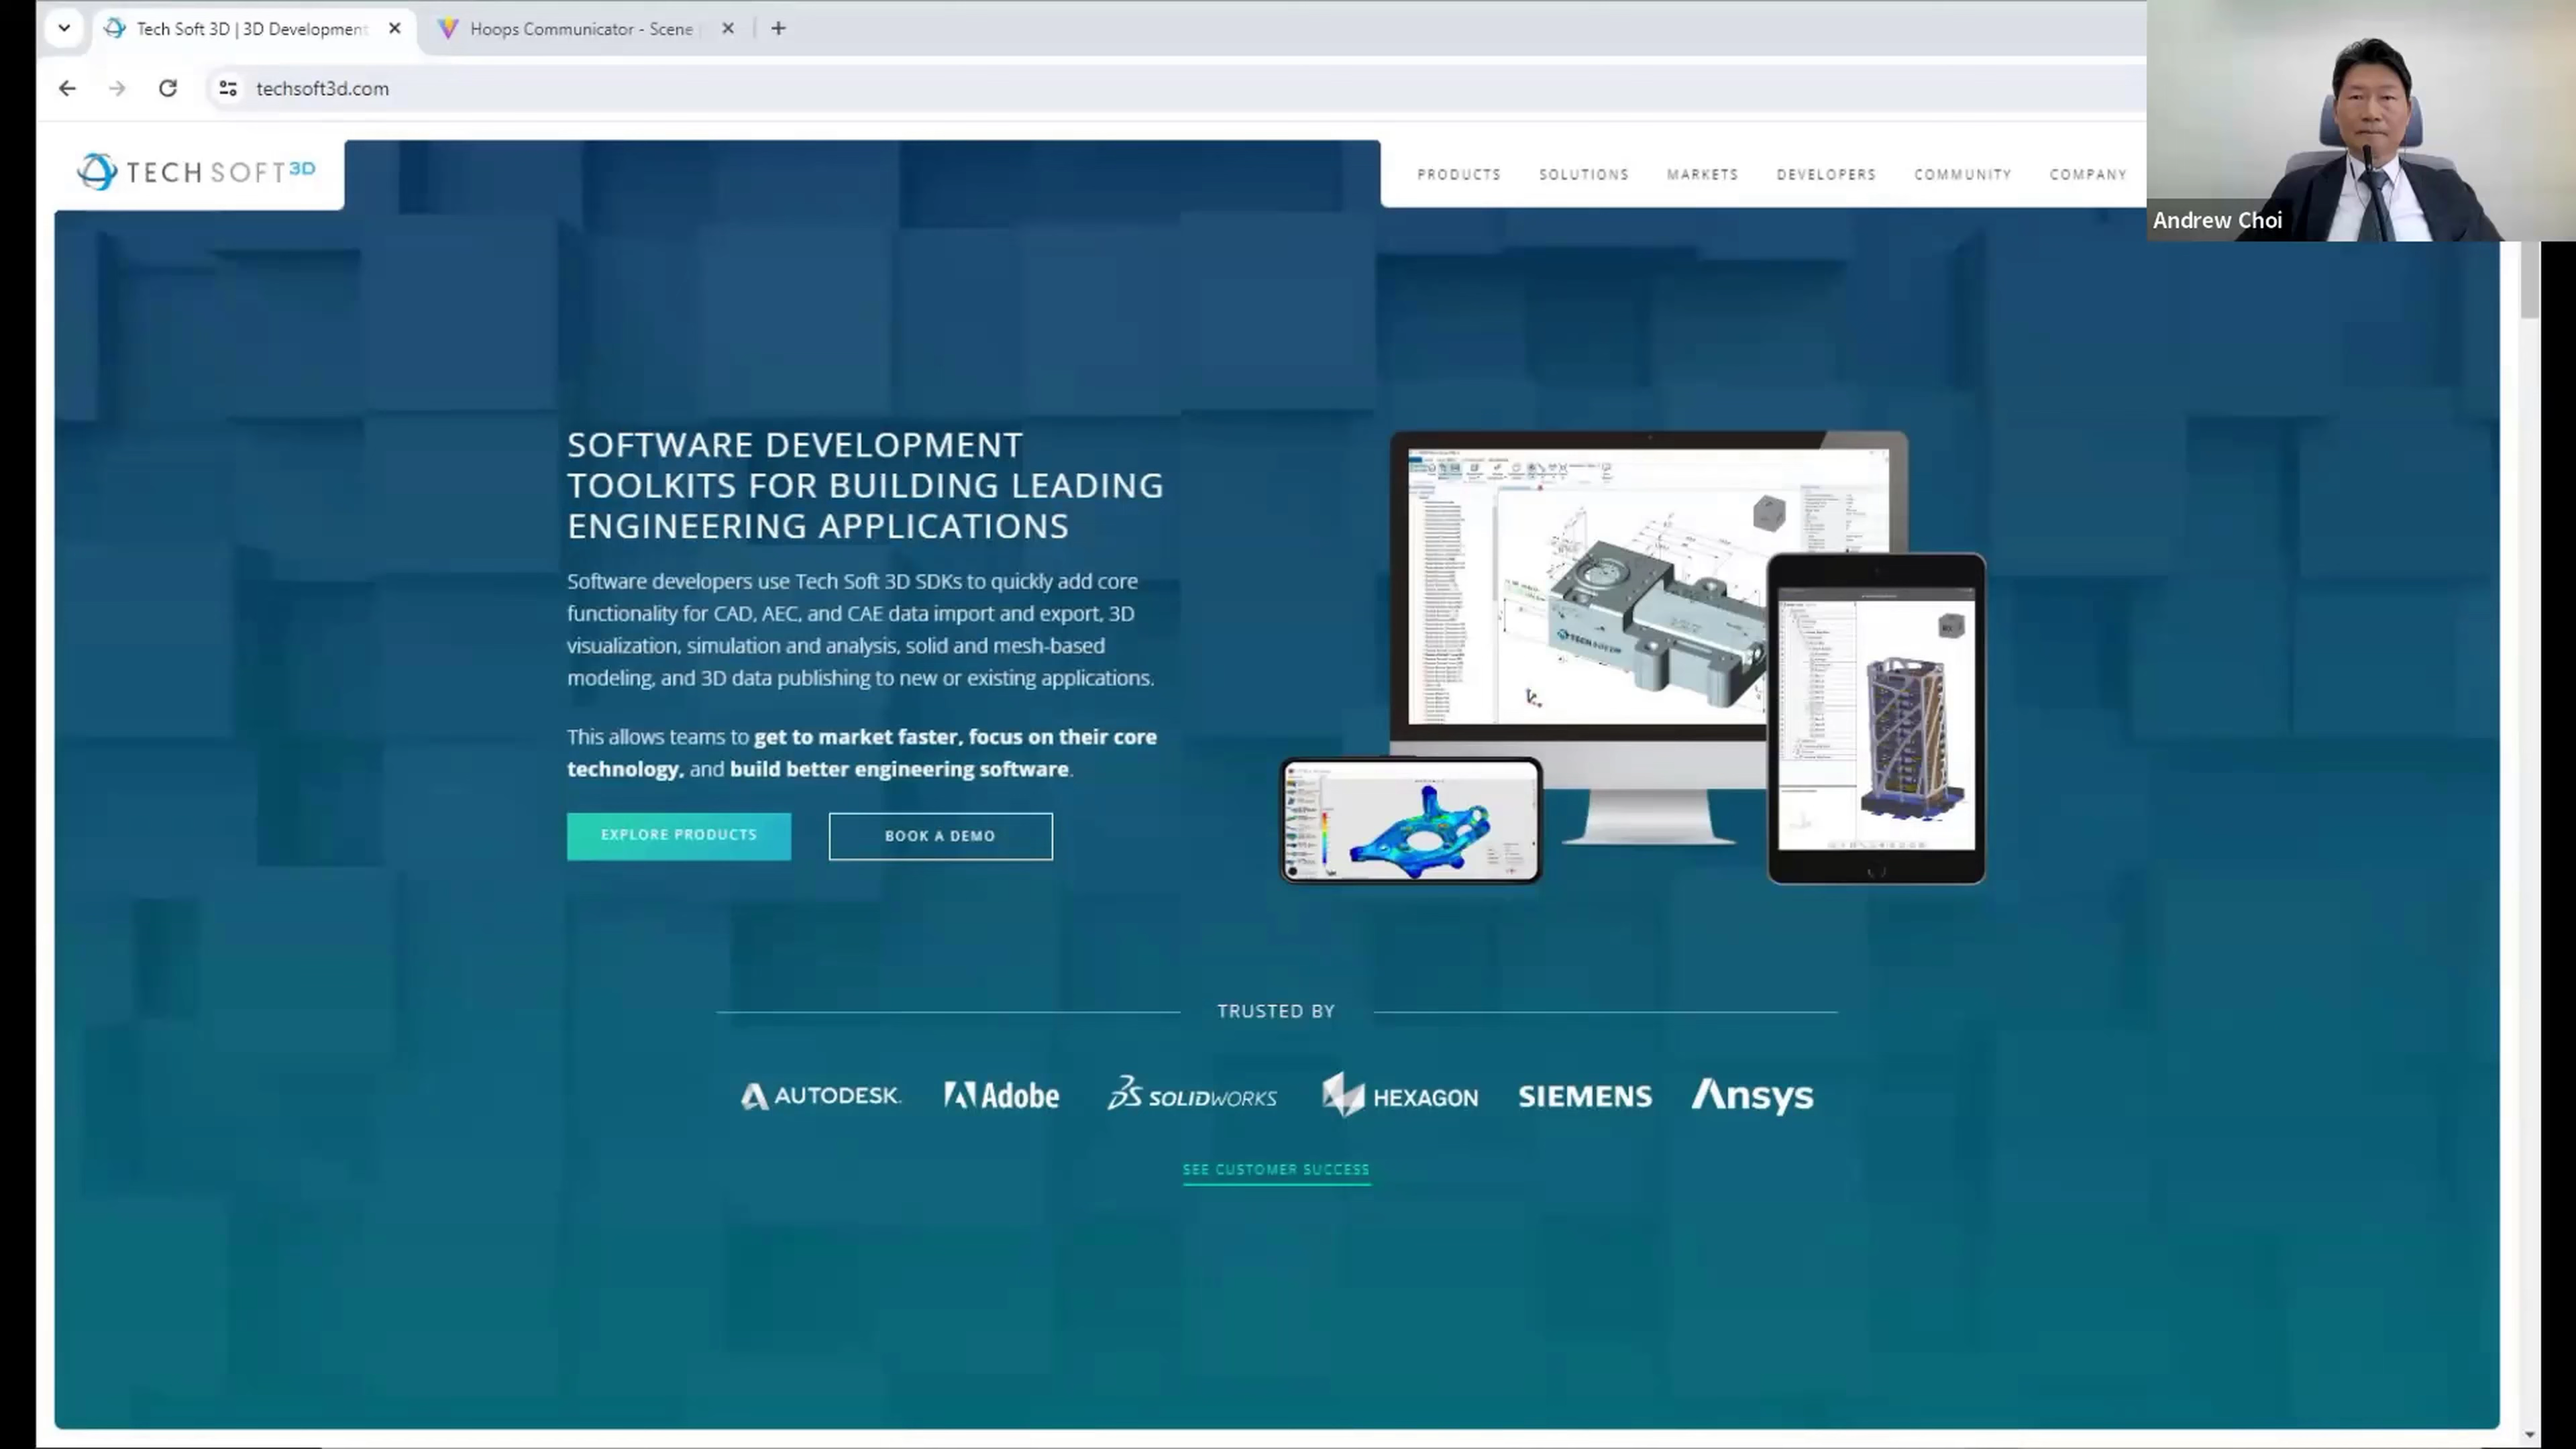 Tech Soft 3D | 3D Development
Hoops Communicator - Scene
techsoft3d.com
TECH SOFT 3D
PRODUCTS
SOLUTIONS
MARKETS
DEVELOPERS
COMMUNITY
COMPANY
Andrew Choi
SOFTWARE DEVELOPMENT
TOOLKITS FOR BUILDING LEADING
ENGINEERING APPLICATIONS
Software developers use Tech Soft 3D SDKs to quickly add core
functionality for CAD, AEC, and CAE data import and export, 3D
visualization, simulation and analysis, solid and mesh-based
modeling, and 3D data publishing to new or existing applications.
This allows teams to get to market faster, focus on their core
technology, and build better engineering software.
EXPLORE PRODUCTS
BOOK A DEMO
TRUSTED BY
AUTODESK.
Adobe
SOLIDWORKS
HEXAGON
SIEMENS
Ansys
SEE CUSTOMER SUCCESS